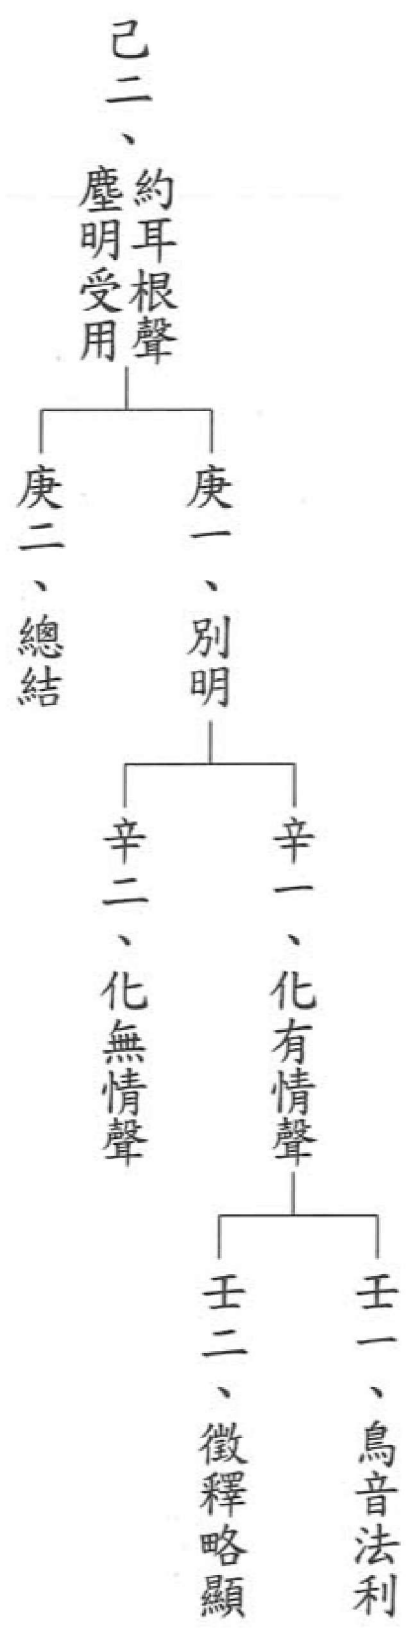 己二、約耳根聲塵明受用
庚一、別明
庚二、總結
辛一、化有情聲
辛二、化無情聲
壬一、鳥音法利
壬二、徵釋略顯